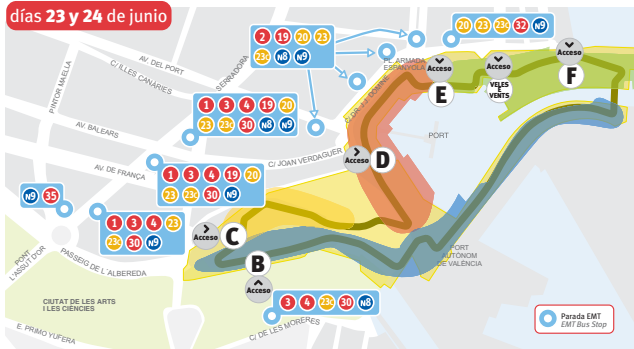 días 23 y 24 de junio
2 19 20 23
23c N8 N9
20 23 23c 32 N9
AV. DEL PORT
C/ILLES CANÀRIES
SERRADORA
PINTOR MAELLA
PL. ARMADA
ESPANYOLA
Acceso
E
Acceso
VELES
E
VENTS
Acceso
F
1 3 4 19 20
23 23c 30 N8 N9
AV. BALEARS
PORT
C/ JOAN VERDAGUER
Acceso
D
AV. DE FRANÇA
1 3 4 19 20
23 23c 30 N9
N9 35
1 3 4 23
23c 30 N9
Acceso
C
B
Acceso
PONT
L'ASSUT D'OR
PASSEIG DE L´ALBEREDA
PORT
AUTÒNOM
DE VALÈNCIA
CIUTAT DE LES ARTS
I LES CIÈNCIES
3 4 23c 30 N8
C/ DE LES MORERES
E. PRIMO YUFERA
Parada EMT
EMT Bus Stop